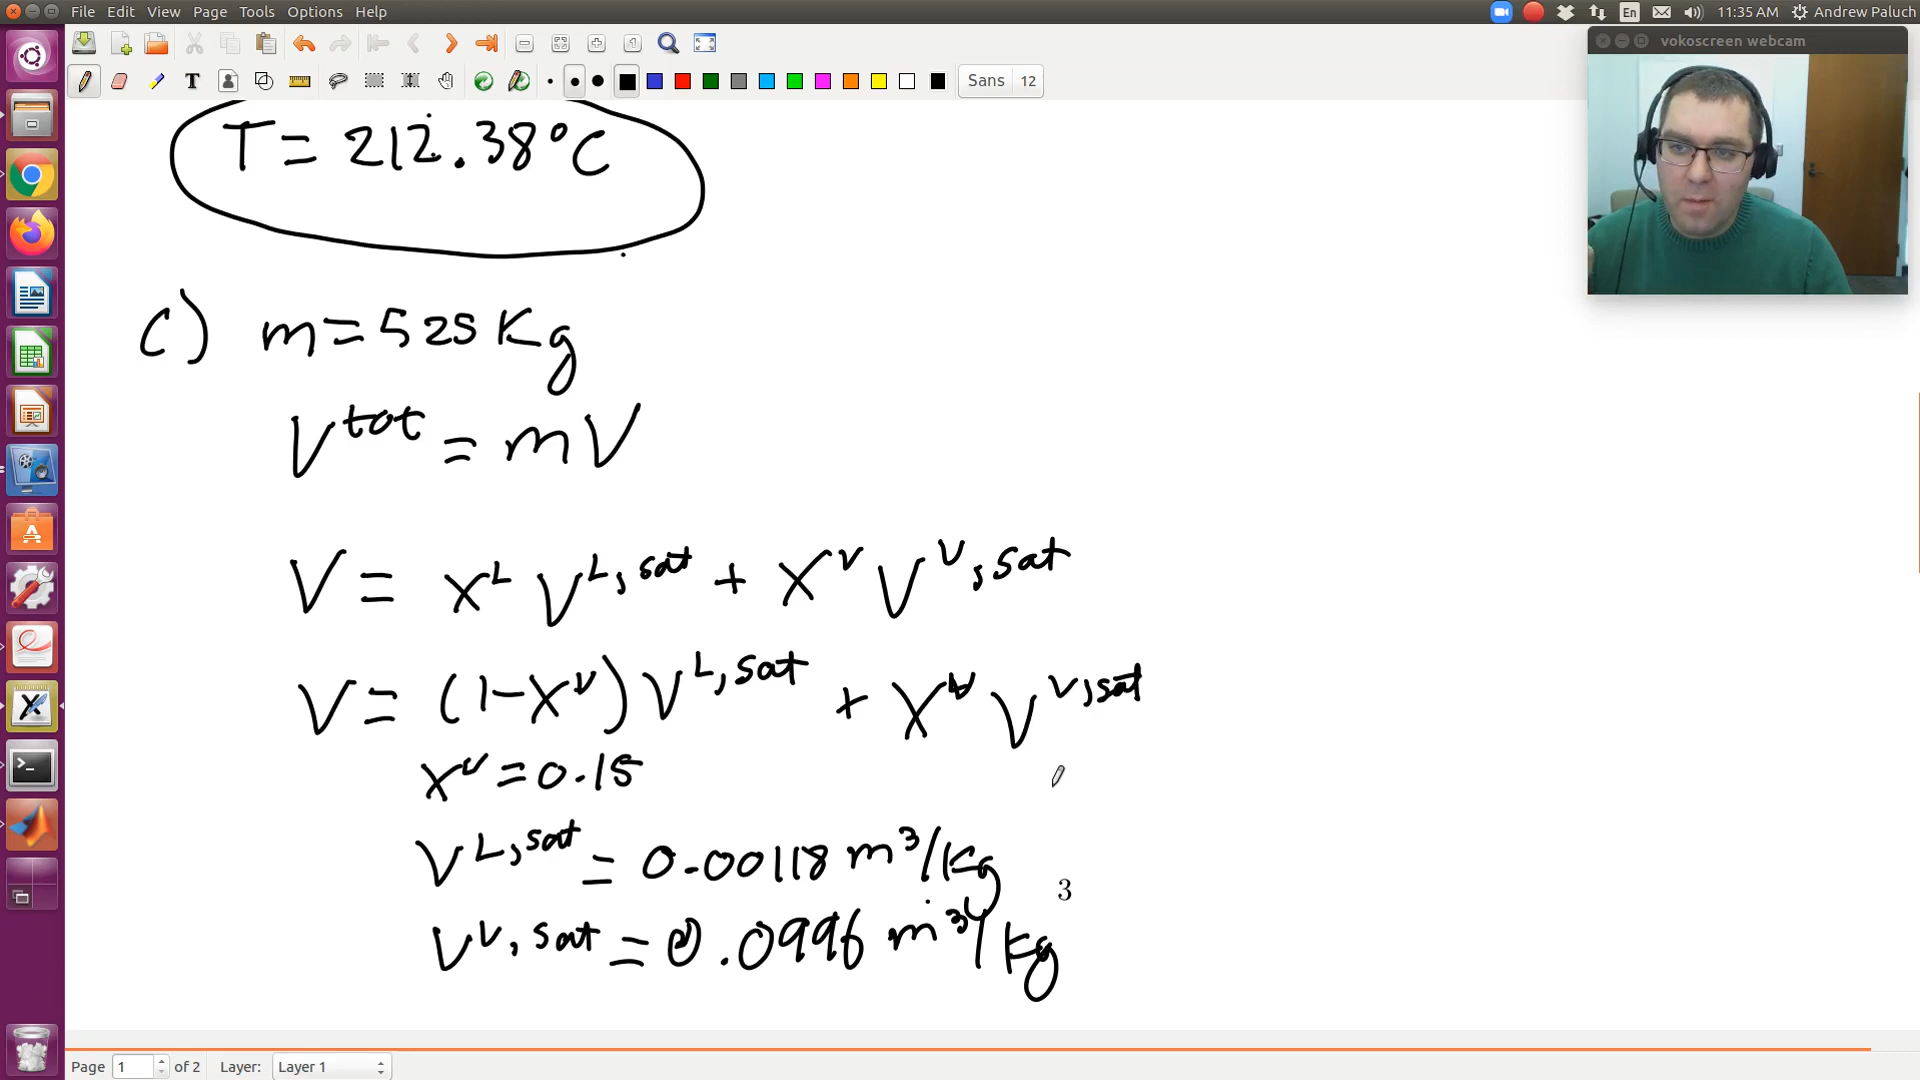 File Edit View Page Tools Options Help
En 11:35 AM Andrew Paluch
vokoscreen webcam
T
Sans 12
T = 212.38°C
C) m = 525 Kg
V^tot = m V
V = X^L V^L,sat + X^V V^V,sat
V = (1-X^V) V^L,sat + X^V V^V,sat
X^V = 0.15
V^L,sat = 0.00118 m³/Kg
V^V,sat = 0.0996 m³/Kg
3
Page 1 of 2 Layer: Layer 1